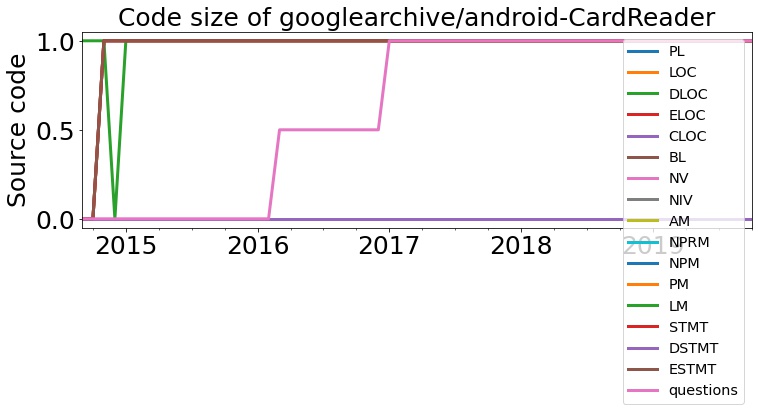 Code size of googlearchive/android-CardReader
Source code
1.0
0.5
0.0
2015 2016 2017 2018 2019
PL
LOC
DLOC
ELOC
CLOC
BL
NV
NIV
AM
NPRM
NPM
PM
LM
STMT
DSTMT
ESTMT
questions